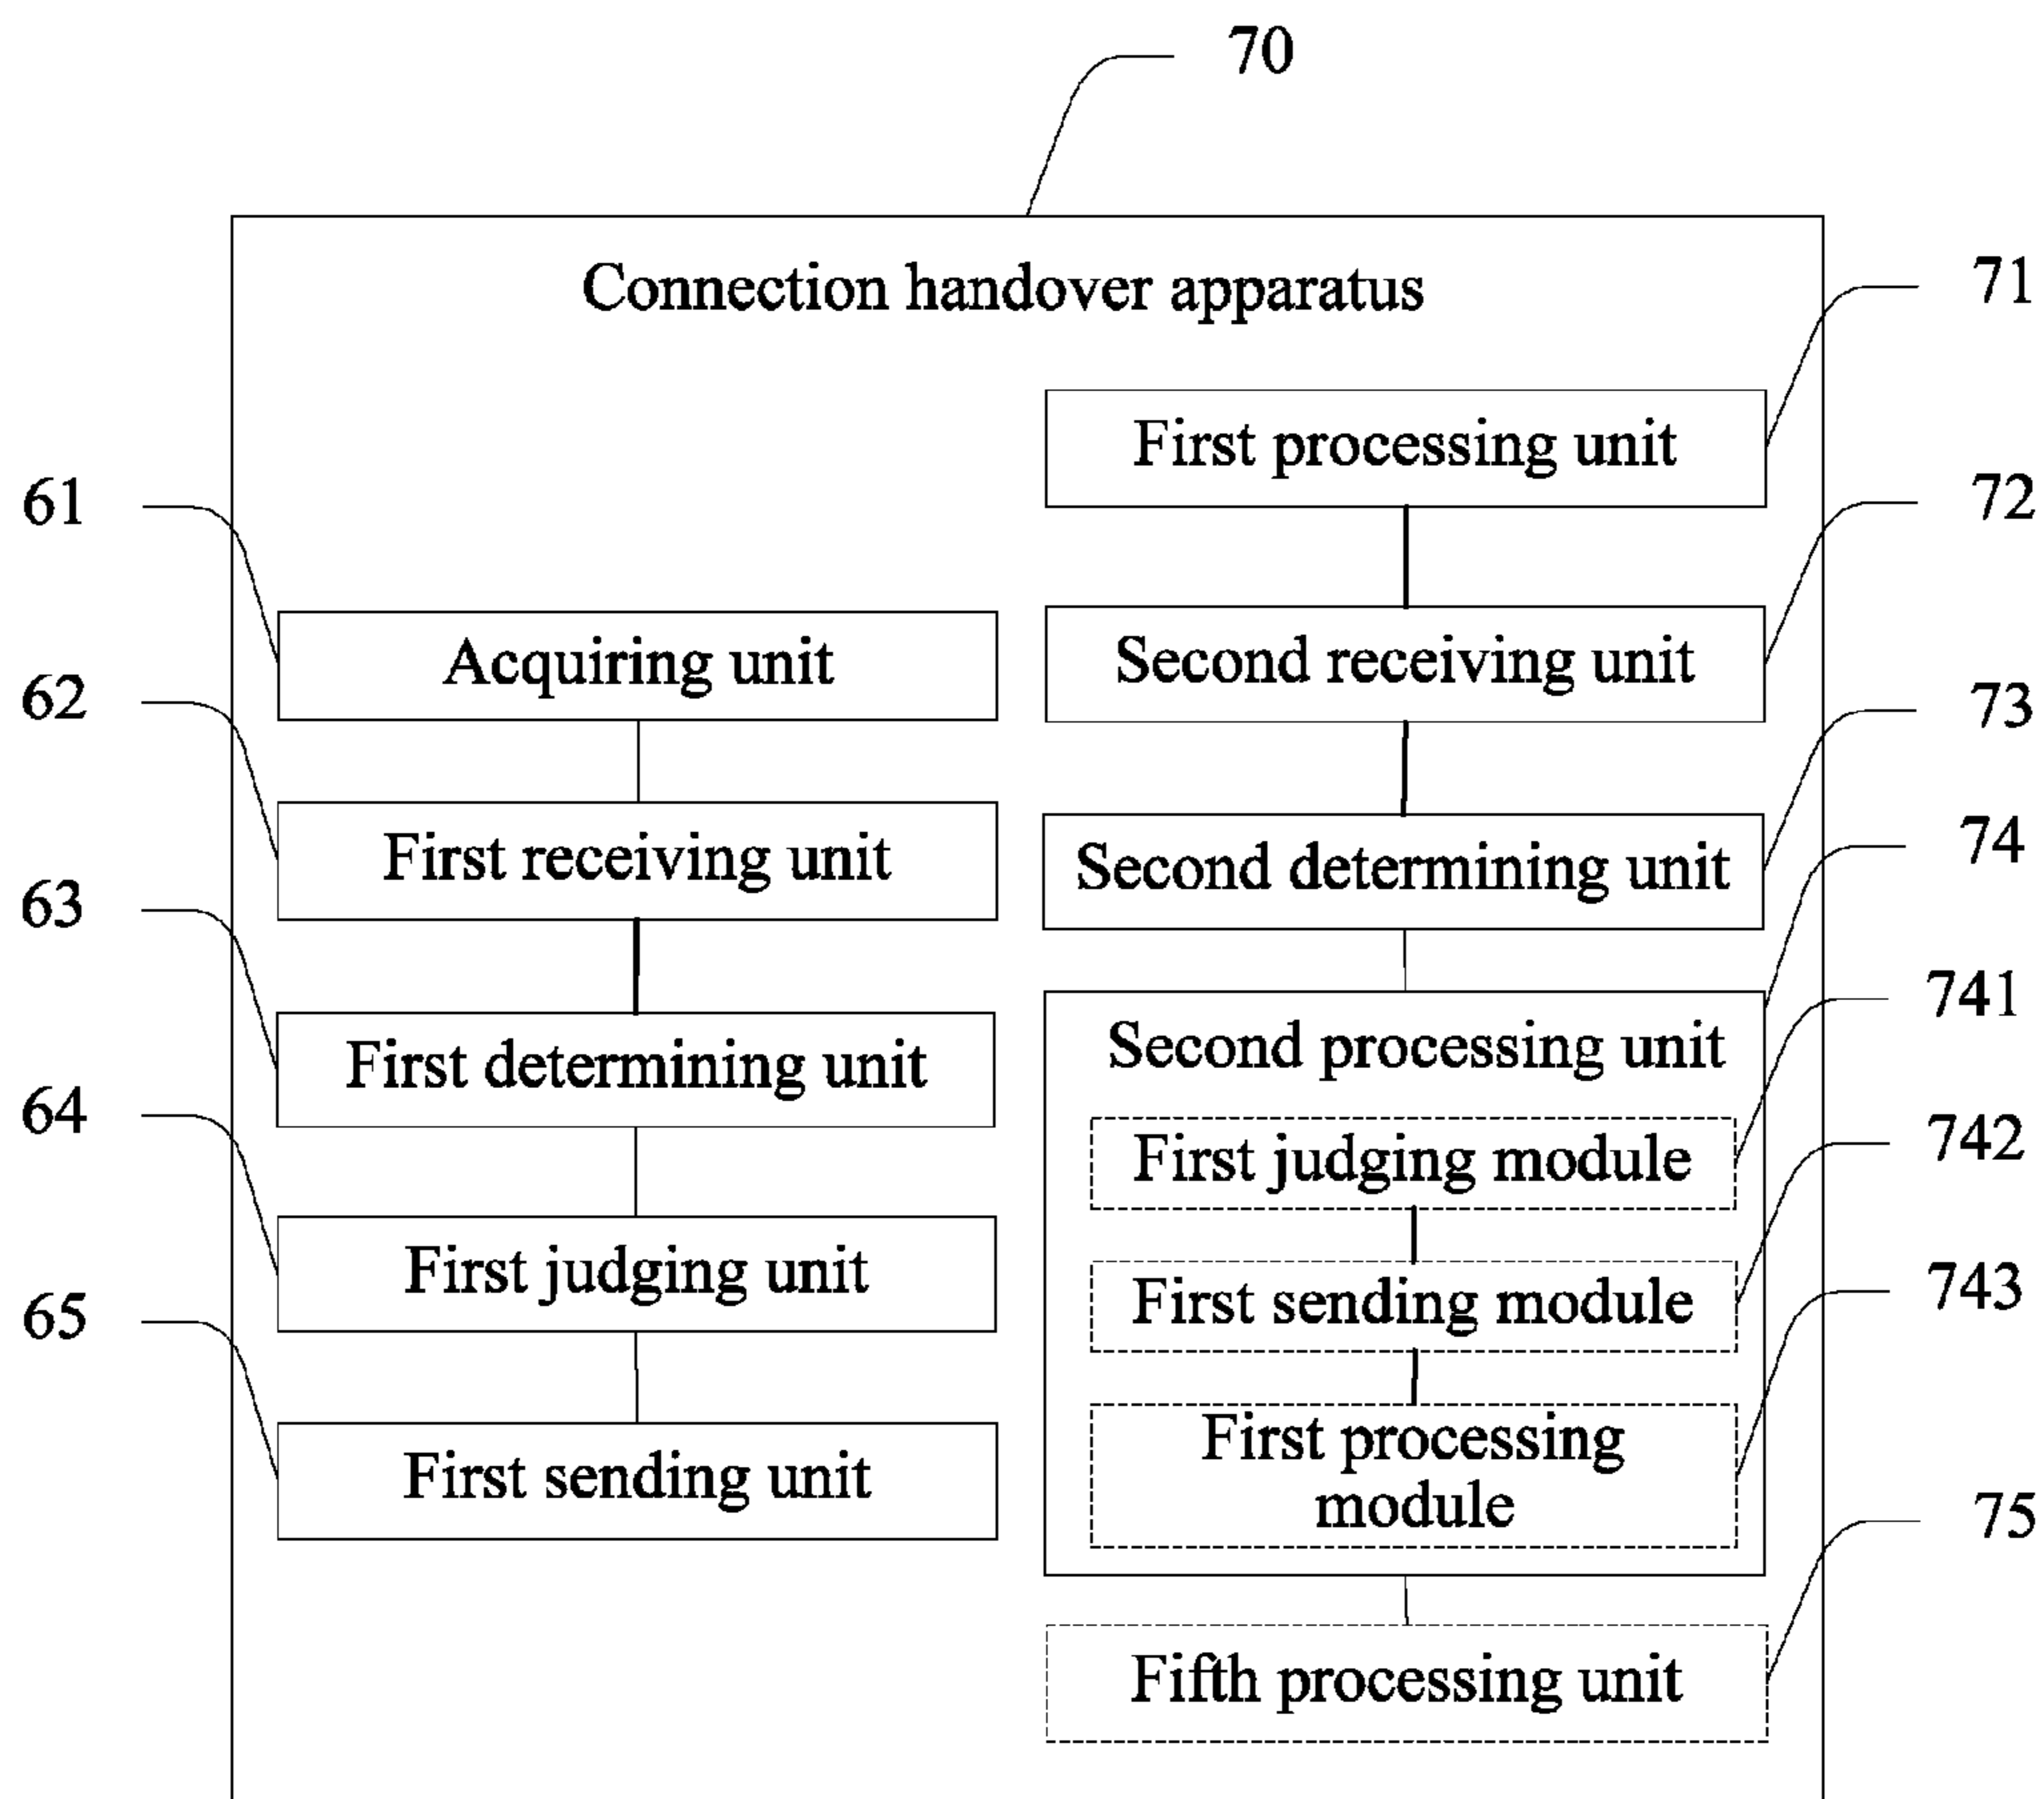 70
Connection handover apparatus
71
First processing unit
61
72
Acquiring unit
Second receiving unit
62
73
First receiving unit
Second determining unit
74
63
First determining unit
Second processing unit
741
64
First judging module
742
First judging unit
First sending module
743
65
First sending unit
First processing
module
75
Fifth processing unit